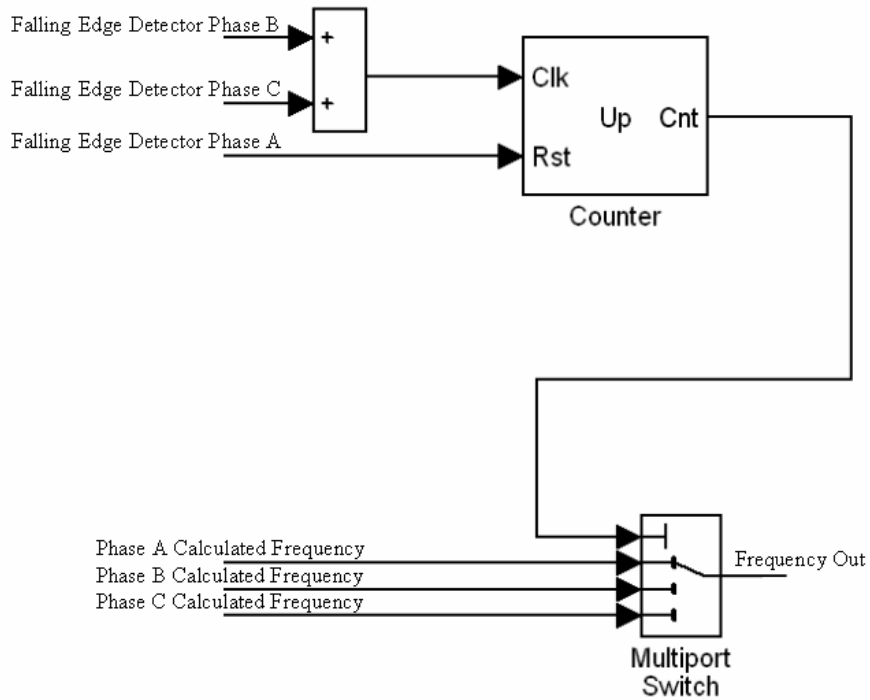 Falling Edge Detector Phase B
+
Falling Edge Detector Phase C
+
Falling Edge Detector Phase A
Clk
Up Cnt
Rst
Counter
Phase A Calculated Frequency
Phase B Calculated Frequency
Phase C Calculated Frequency
Frequency Out
Multiport
Switch